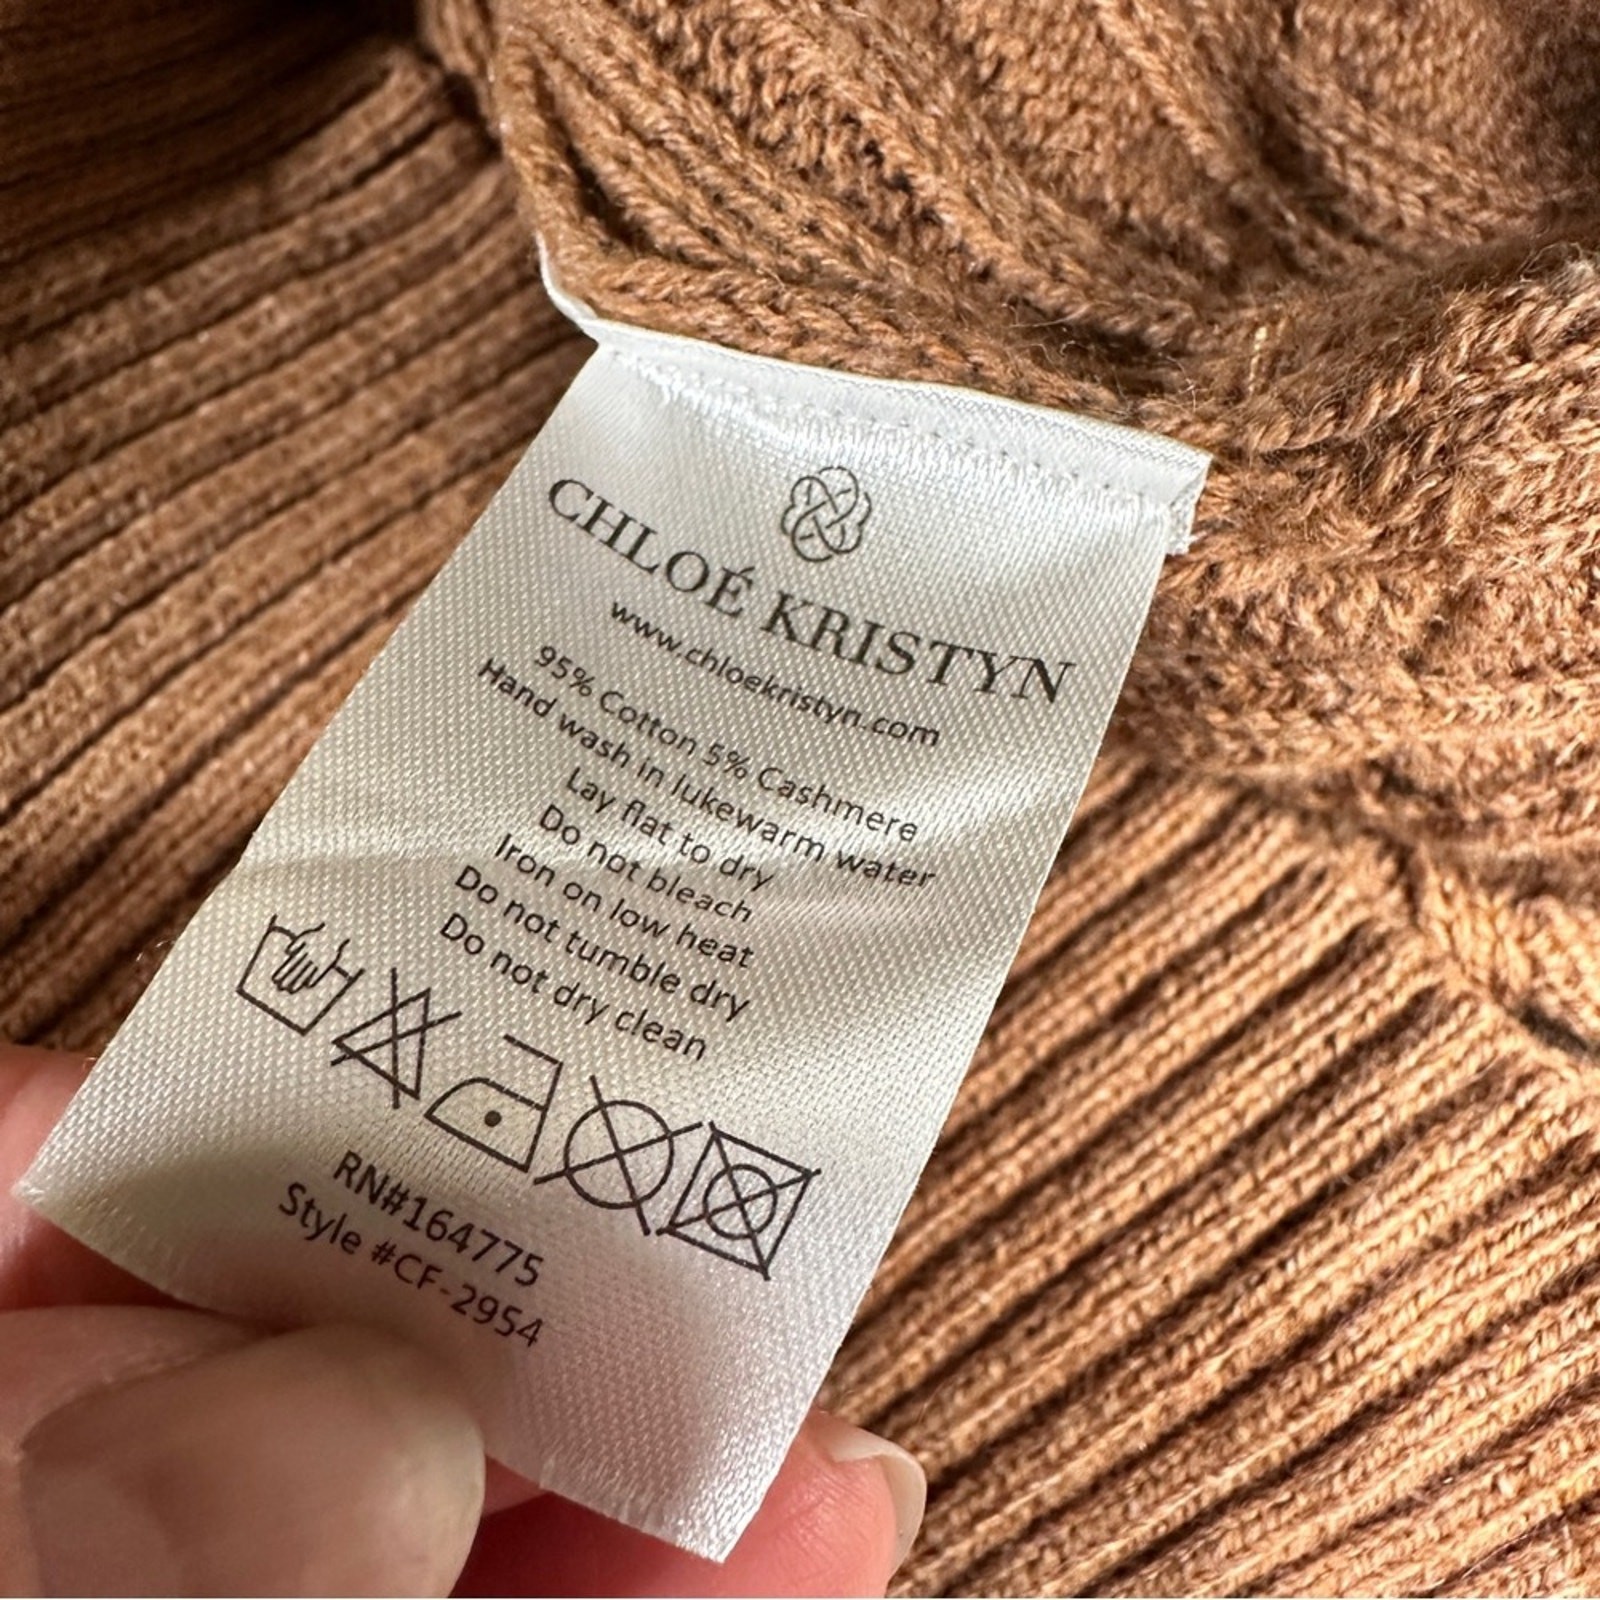 CHLOÉ KRISTYN
www.chloekristyn.com
95% Cotton 5% Cashmere
Hand wash in lukewarm water
Lay flat to dry
Do not bleach
Iron on low heat
Do not tumble dry
Do not dry clean
RN#164775
Style #CF-2954